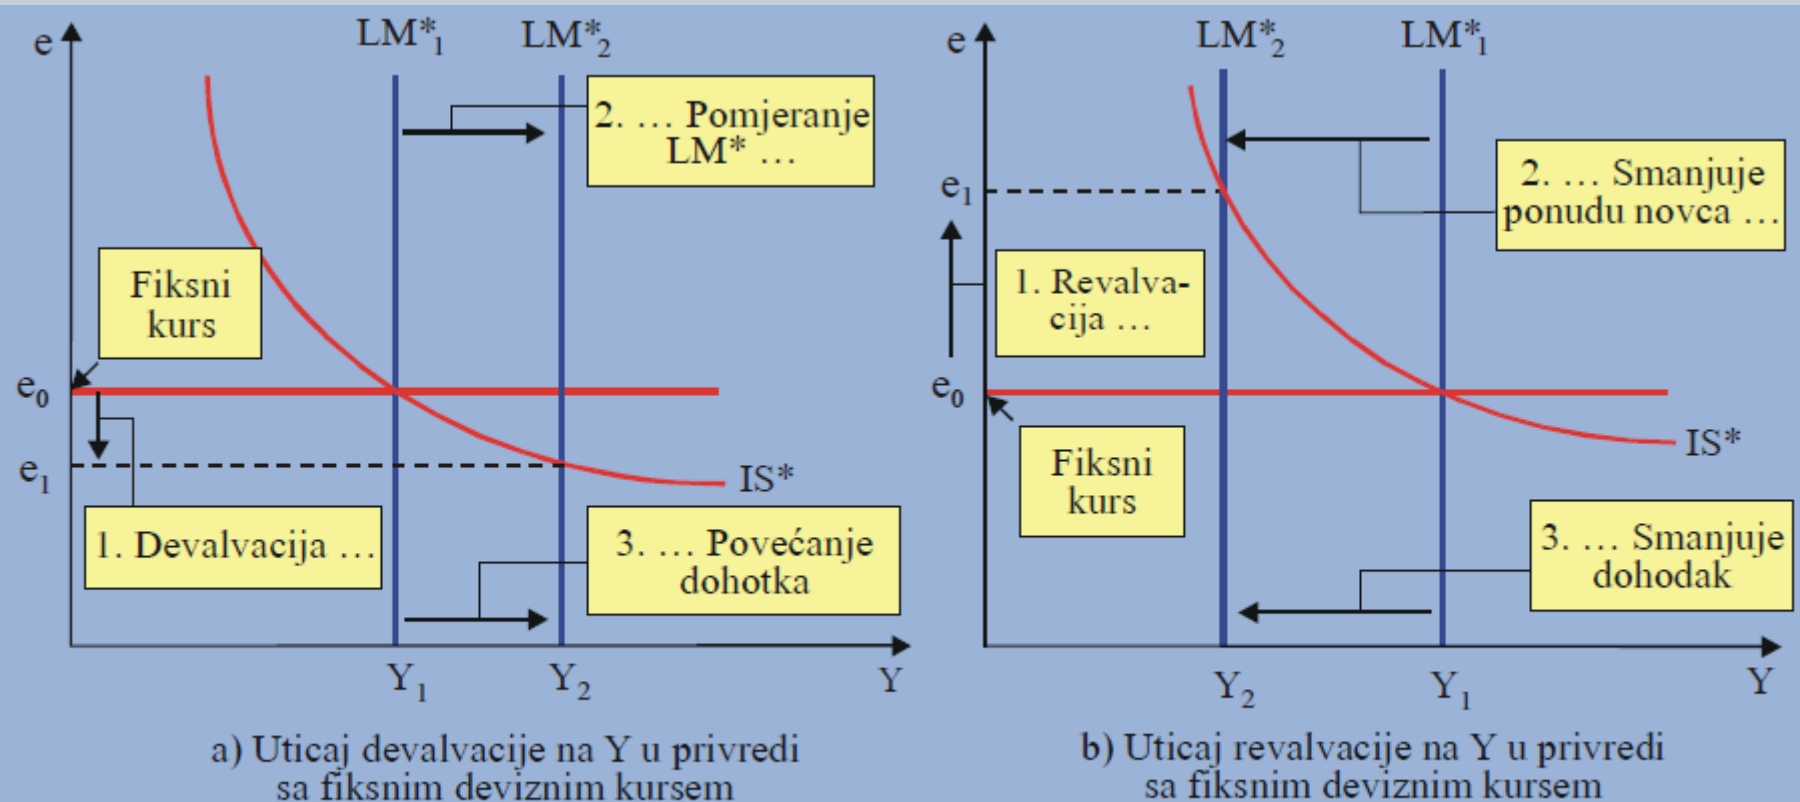 e
LM*1
LM*2
2. … Pomjeranje
LM* …
Fiksni
kurs
e0
e1
IS*
1. Devalvacija …
3. … Povećanje
dohotka
Y1
Y2
Y
a) Uticaj devalvacije na Y u privredi
sa fiksnim deviznim kursem
e
LM*2
LM*1
2. … Smanjuje
ponudu novca …
e1
1. Revalva-
cija …
e0
Fiksni
kurs
IS*
3. … Smanjuje
dohodak
Y2
Y1
Y
b) Uticaj revalvacije na Y u privredi
sa fiksnim deviznim kursem